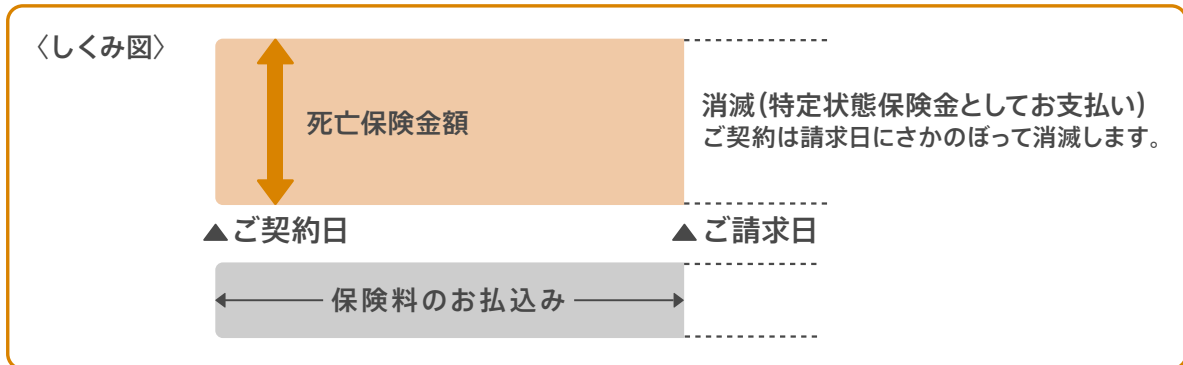 〈しくみ図〉
死亡保険金額
消滅(特定状態保険金としてお支払い)
ご契約は請求日にさかのぼって消滅します。
▲ご契約日
▲ご請求日
保険料のお払込み